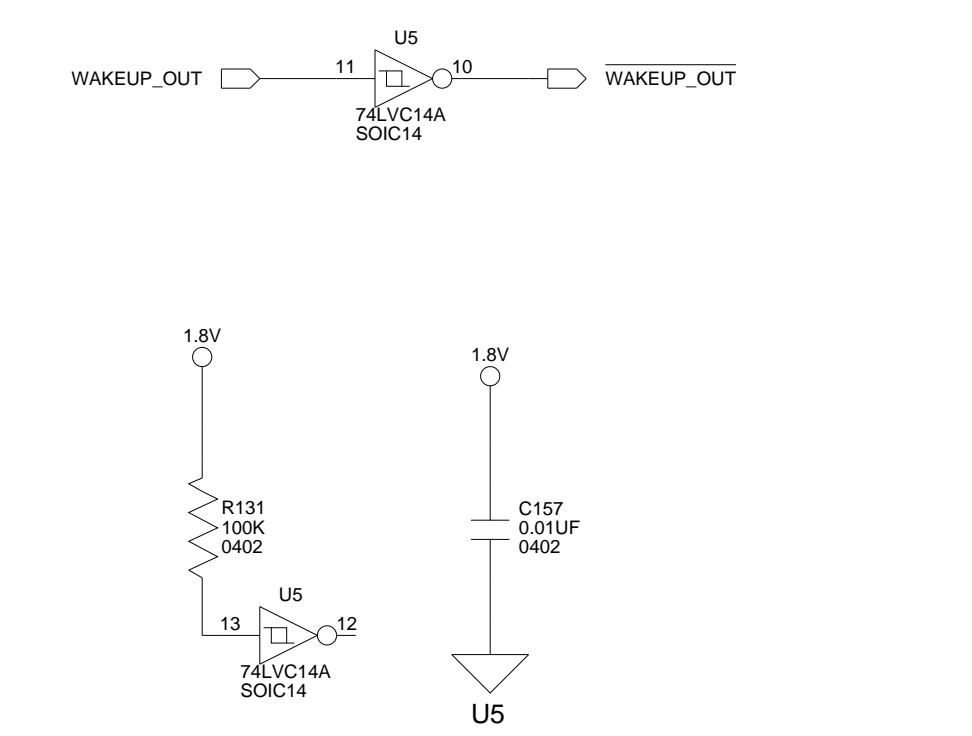 U5
WAKEUP_OUT
11
10
WAKEUP_OUT
74LVC14A
SOIC14
1.8V
1.8V
R131
100K
0402
C157
0.01UF
0402
U5
13
12
74LVC14A
SOIC14
U5